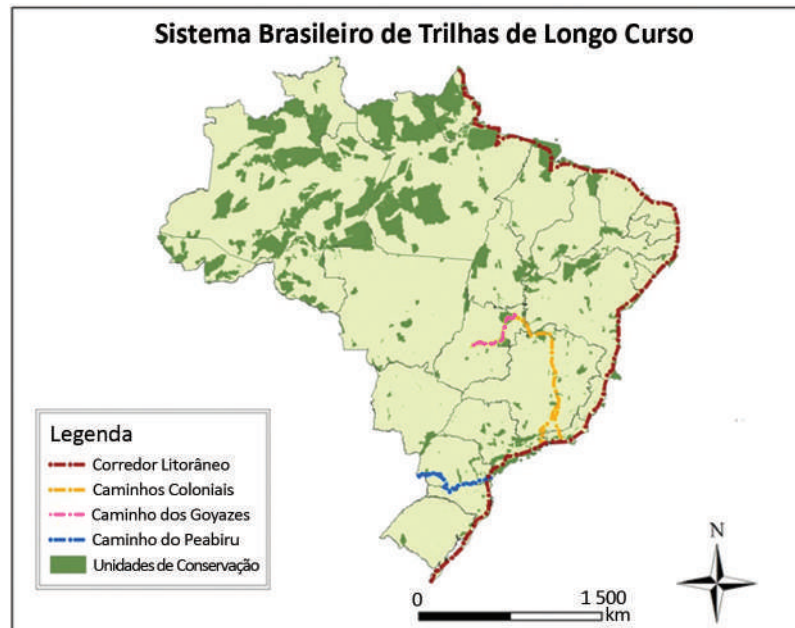 Sistema Brasileiro de Trilhas de Longo Curso
Legenda
Corredor Litorâneo
Caminhos Coloniais
Caminho dos Goyazes
Caminho do Peabiru
Unidades de Conservação
N
0 1 500
km